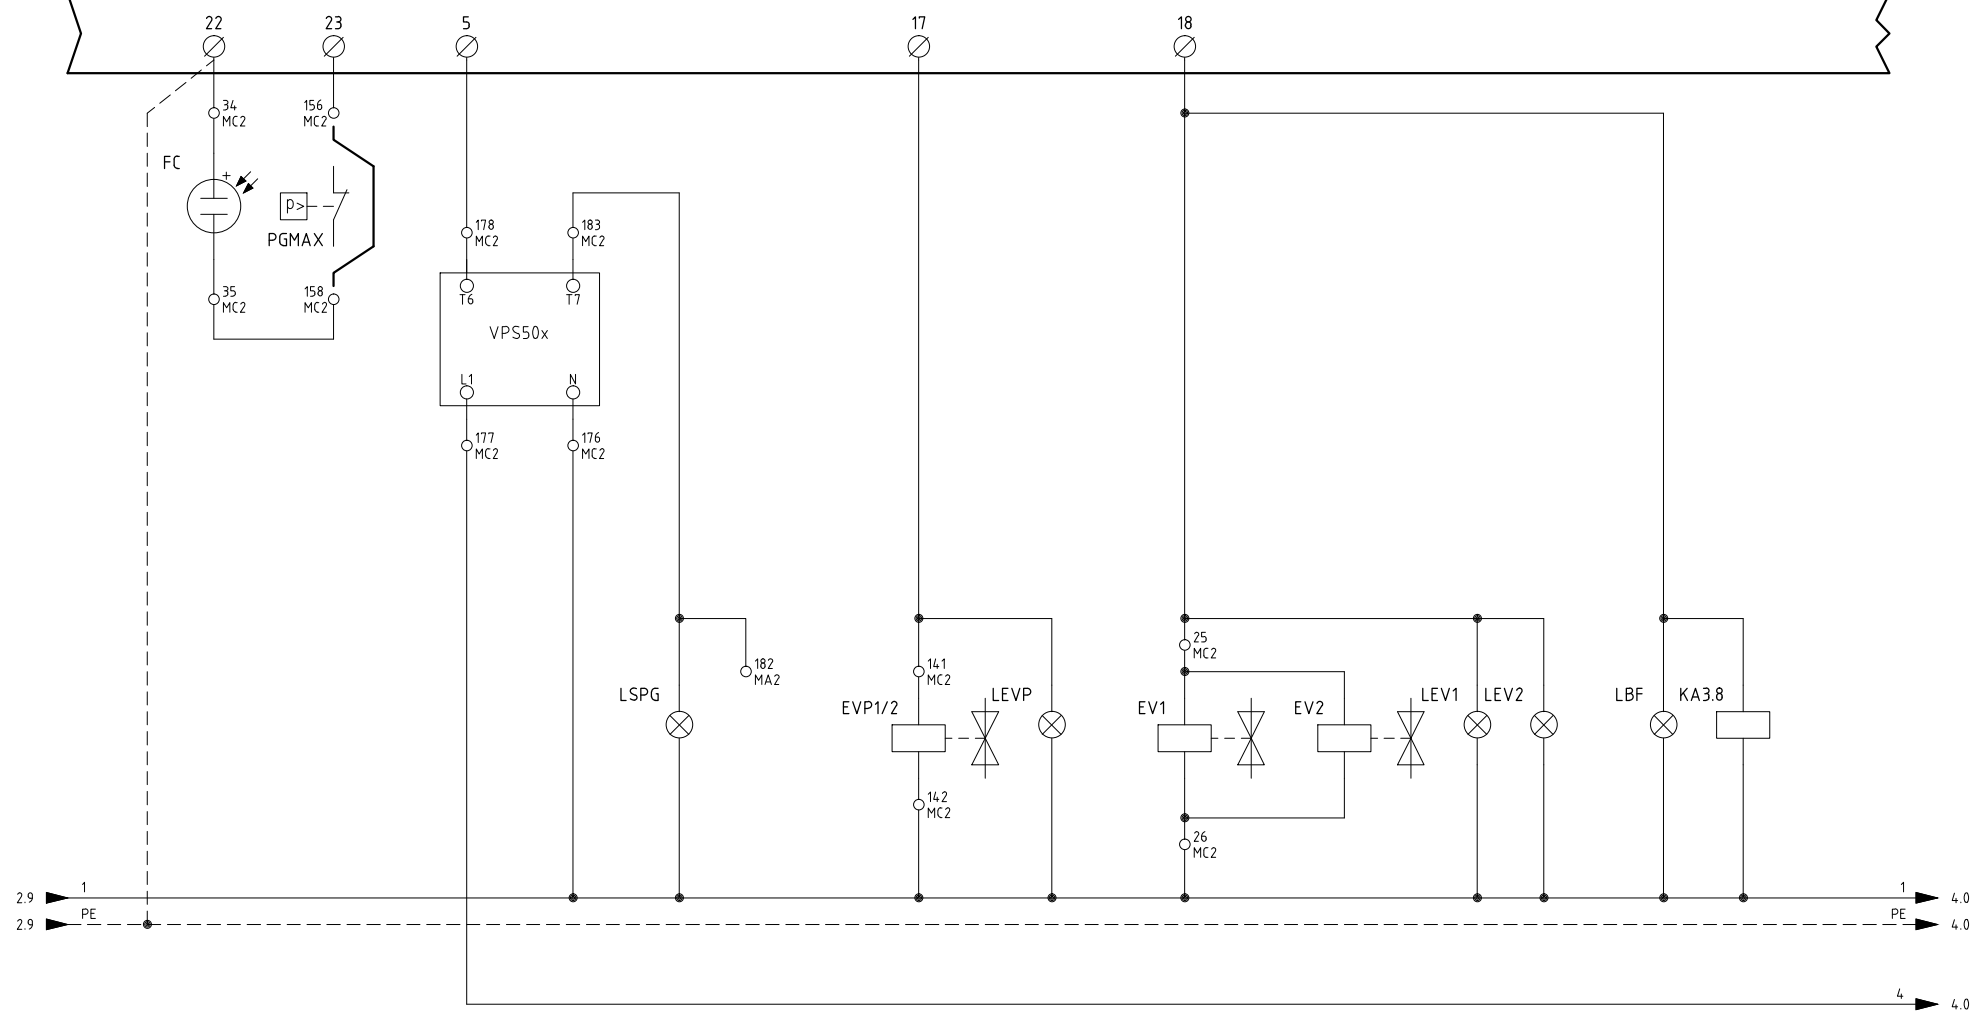 22 23 5 17 18
34 156
MC2 MC2
FC
+
P>
PGMAX
178 183
MC2 MC2
35 158
MC2 MC2
T6 T7
VPS50x
L1 N
177 176
MC2 MC2
25
MC2
182 141
MA2 MC2
LSPG LEVP LEV1 LEV2 LBF KA3.8
EVP1/2 EV1 EV2
142
MC2
26
MC2
1 1
2.9 4.0
PE PE
2.9 4.0
4
4.0